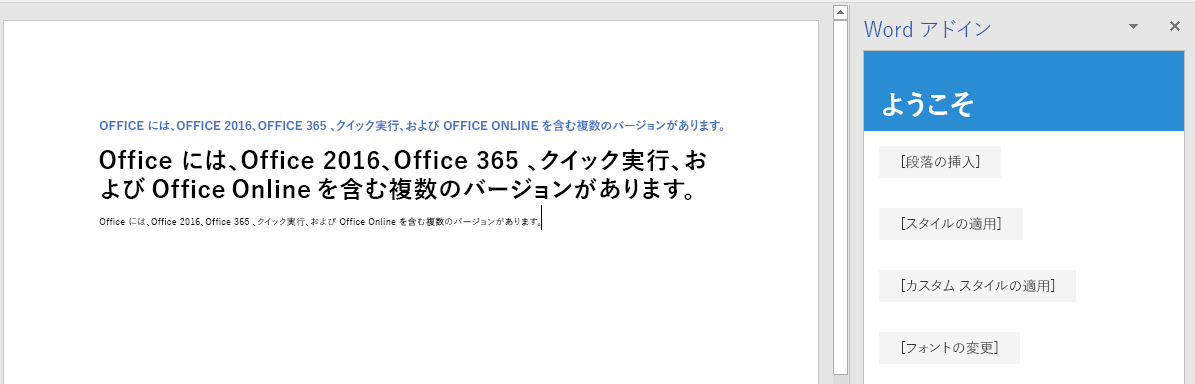 OFFICE には、OFFICE 2016、OFFICE 365 、クイック実行、および OFFICE ONLINE を含む複数のバージョンがあります。
Office には、Office 2016、Office 365 、クイック実行、お
よび Office Online を含む複数のバージョンがあります。
Office には、Office 2016、Office 365 、クイック実行、および Office Online を含む複数のバージョンがあります。
Word アドイン
ようこそ
[段落の挿入]
[スタイルの適用]
[カスタム スタイルの適用]
[フォントの変更]